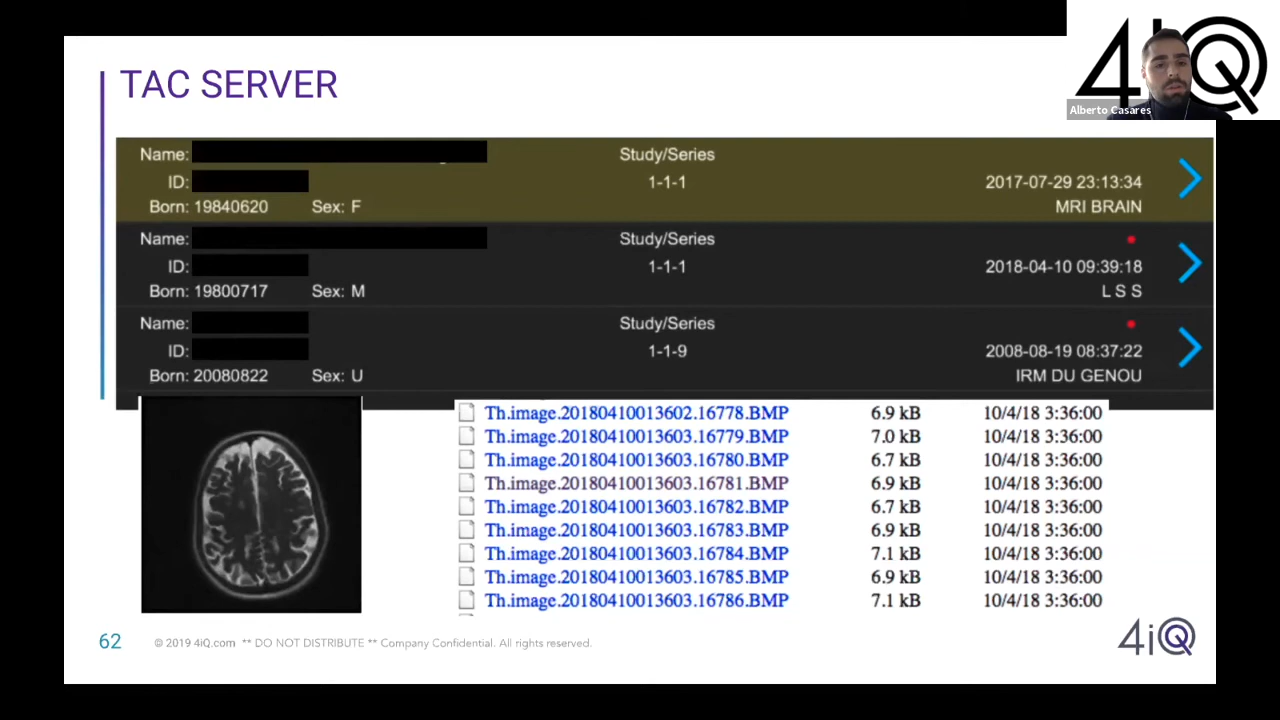 4iQ
Alberto Casares
TAC SERVER
Name: Study/Series
ID: 1-1-1 2017-07-29 23:13:34
Born: 19840620 Sex: F MRI BRAIN
Name: Study/Series
ID: 1-1-1 2018-04-10 09:39:18
Born: 19800717 Sex: M L S S
Name: Study/Series
ID: 1-1-9 2008-08-19 08:37:22
Born: 20080822 Sex: U IRM DU GENOU
Th.image.20180410013602.16778.BMP 6.9 kB 10/4/18 3:36:00
Th.image.20180410013603.16779.BMP 7.0 kB 10/4/18 3:36:00
Th.image.20180410013603.16780.BMP 6.7 kB 10/4/18 3:36:00
Th.image.20180410013603.16781.BMP 6.9 kB 10/4/18 3:36:00
Th.image.20180410013603.16782.BMP 6.7 kB 10/4/18 3:36:00
Th.image.20180410013603.16783.BMP 6.9 kB 10/4/18 3:36:00
Th.image.20180410013603.16784.BMP 7.1 kB 10/4/18 3:36:00
Th.image.20180410013603.16785.BMP 6.9 kB 10/4/18 3:36:00
Th.image.20180410013603.16786.BMP 7.1 kB 10/4/18 3:36:00
62 © 2019 4iQ.com ** DO NOT DISTRIBUTE ** Company Confidential. All rights reserved. 4iQ